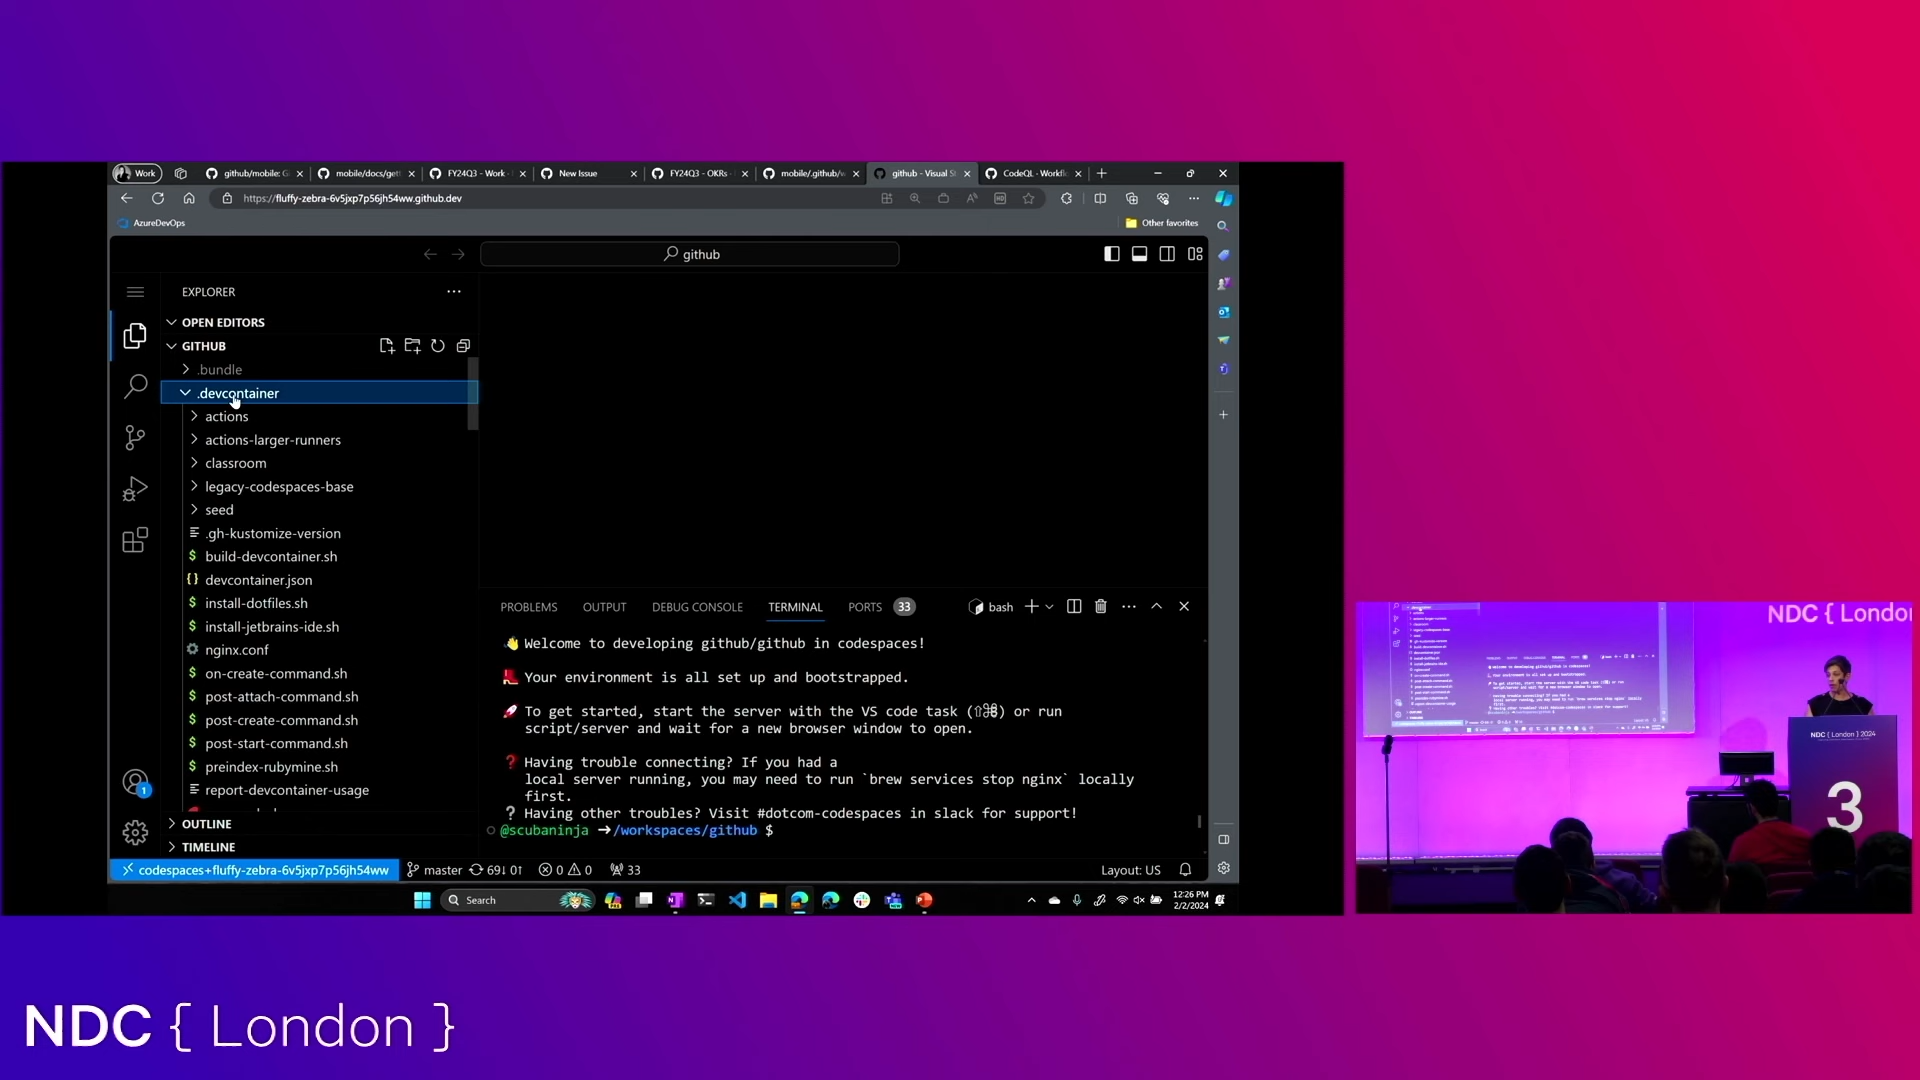 Work
github/mobile: G
mobile/docs/gett
FY24Q3 - Work -
New Issue
FY24Q3 - OKRs -
mobile/.github/w
github - Visual S
CodeQL · Workfl
https://fluffy-zebra-6v5jxp7p56jh54ww.github.dev
AzureDevOps
Other favorites
github
EXPLORER
OPEN EDITORS
GITHUB
.bundle
.devcontainer
actions
actions-larger-runners
classroom
legacy-codespaces-base
seed
.gh-kustomize-version
build-devcontainer.sh
devcontainer.json
install-dotfiles.sh
install-jetbrains-ide.sh
nginx.conf
on-create-command.sh
post-attach-command.sh
post-create-command.sh
post-start-command.sh
preindex-rubymine.sh
report-devcontainer-usage
OUTLINE
TIMELINE
PROBLEMS OUTPUT DEBUG CONSOLE TERMINAL PORTS 33 bash
👋 Welcome to developing github/github in codespaces!
👢 Your environment is all set up and bootstrapped.
🚀 To get started, start the server with the VS code task (⇧⌘) or run
script/server and wait for a new browser window to open.
❓ Having trouble connecting? If you had a
local server running, you may need to run `brew services stop nginx` locally
first.
❔ Having other troubles? Visit #dotcom-codespaces in slack for support!
@scubaninja ➜/workspaces/github $
codespaces+fluffy-zebra-6v5jxp7p56jh54ww master 69↓ 0↑ 0 0 33 Layout: US
Search
12:26 PM
2/2/2024
1
NDC { Londo
NDC { London } 2024
3
NDC { London }